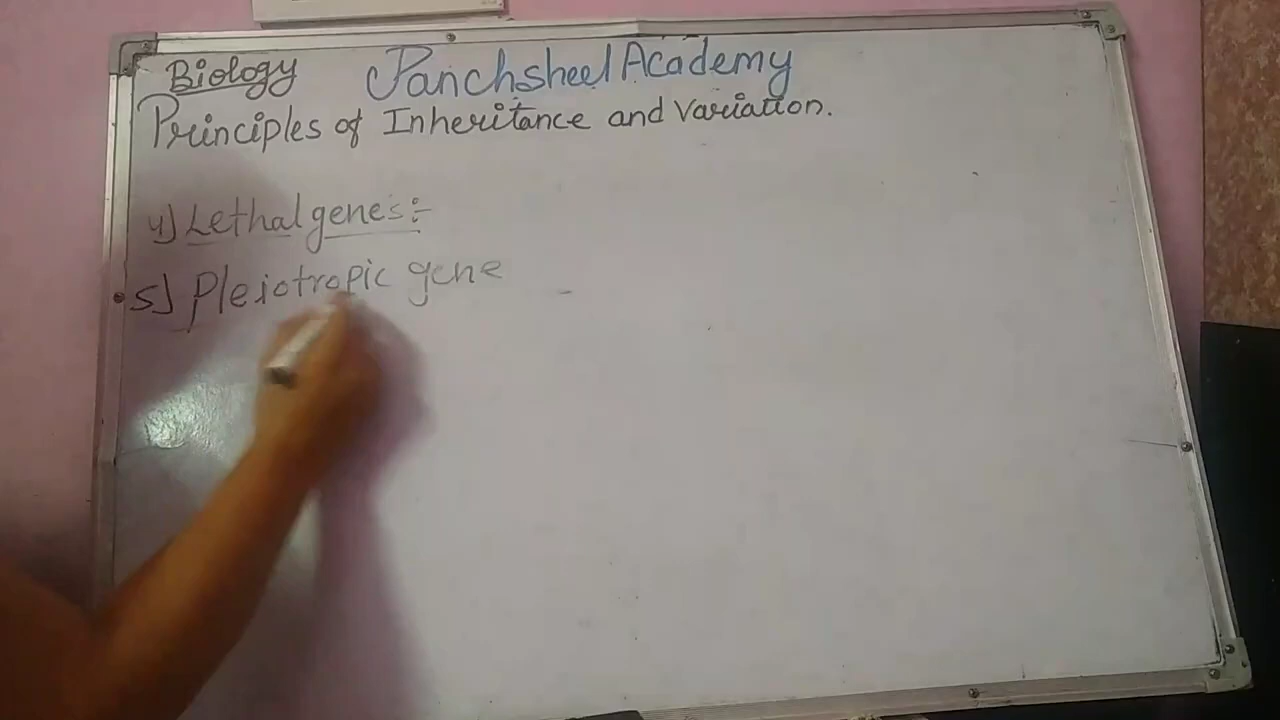 Biology Panchsheel Academy
Principles of Inheritance and Variation.
4) Lethal genes :-
5) Pleiotropic gene